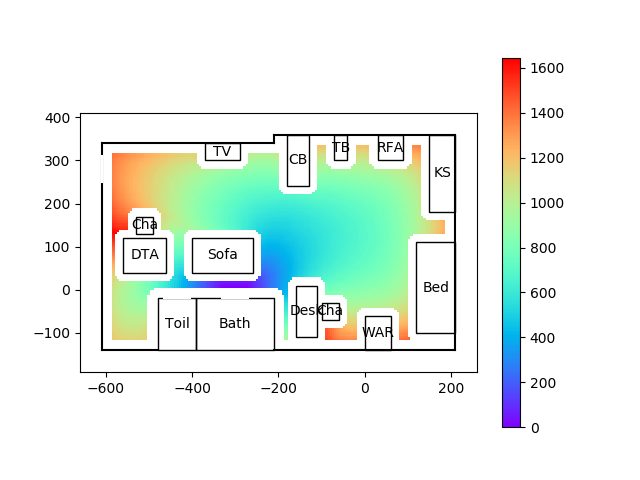 400
300
200
100
0
−100
−600
−400
−200
0
200
TV
CB
TB
RFA
KS
Cha
DTA
Sofa
Bed
Desk
Cha
Toil
Bath
WAR
1600
1400
1200
1000
800
600
400
200
0